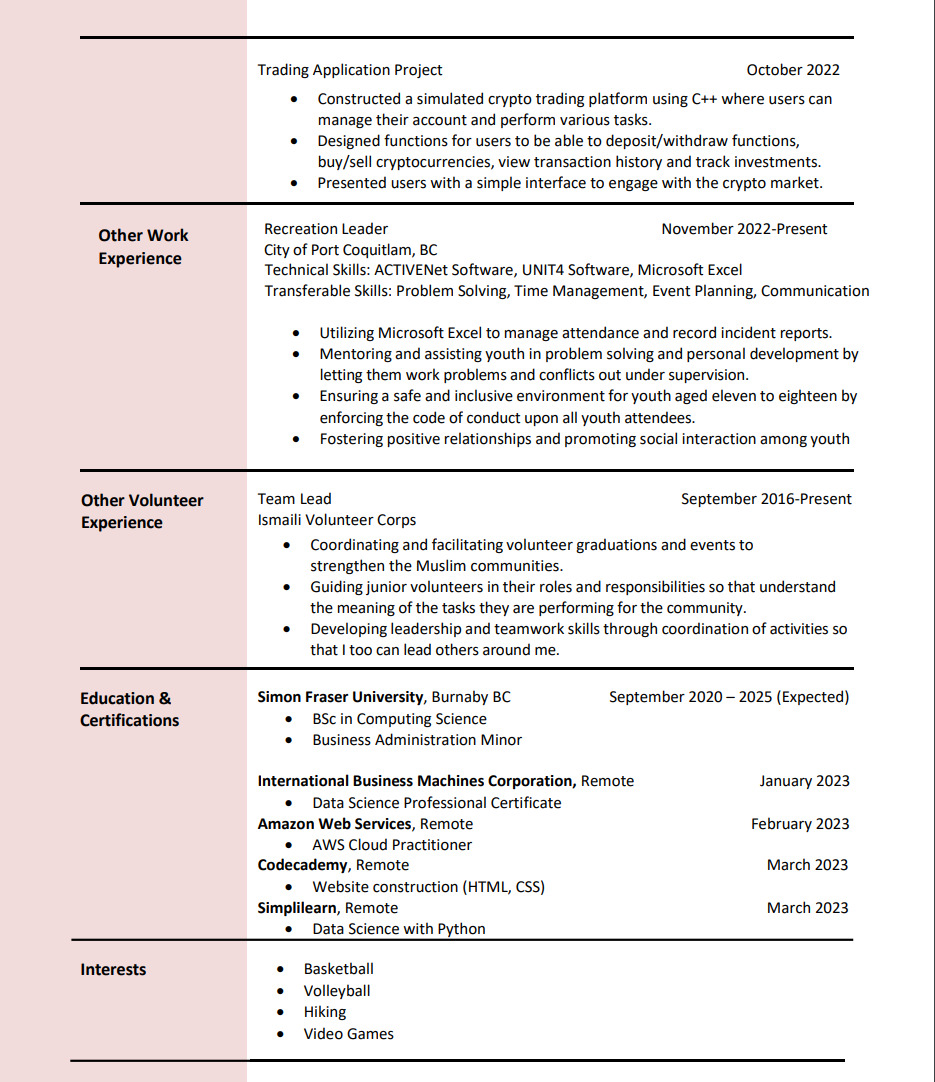 Trading Application Project October 2022
• Constructed a simulated crypto trading platform using C++ where users can
manage their account and perform various tasks.
• Designed functions for users to be able to deposit/withdraw functions,
buy/sell cryptocurrencies, view transaction history and track investments.
• Presented users with a simple interface to engage with the crypto market.
Other Work
Experience
Recreation Leader November 2022-Present
City of Port Coquitlam, BC
Technical Skills: ACTIVENet Software, UNIT4 Software, Microsoft Excel
Transferable Skills: Problem Solving, Time Management, Event Planning, Communication
• Utilizing Microsoft Excel to manage attendance and record incident reports.
• Mentoring and assisting youth in problem solving and personal development by
letting them work problems and conflicts out under supervision.
• Ensuring a safe and inclusive environment for youth aged eleven to eighteen by
enforcing the code of conduct upon all youth attendees.
• Fostering positive relationships and promoting social interaction among youth
Other Volunteer
Experience
Team Lead September 2016-Present
Ismaili Volunteer Corps
• Coordinating and facilitating volunteer graduations and events to
strengthen the Muslim communities.
• Guiding junior volunteers in their roles and responsibilities so that understand
the meaning of the tasks they are performing for the community.
• Developing leadership and teamwork skills through coordination of activities so
that I too can lead others around me.
Education &
Certifications
Simon Fraser University, Burnaby BC September 2020 – 2025 (Expected)
• BSc in Computing Science
• Business Administration Minor
International Business Machines Corporation, Remote January 2023
• Data Science Professional Certificate
Amazon Web Services, Remote February 2023
• AWS Cloud Practitioner
Codecademy, Remote March 2023
• Website construction (HTML, CSS)
Simplilearn, Remote March 2023
• Data Science with Python
Interests
• Basketball
• Volleyball
• Hiking
• Video Games